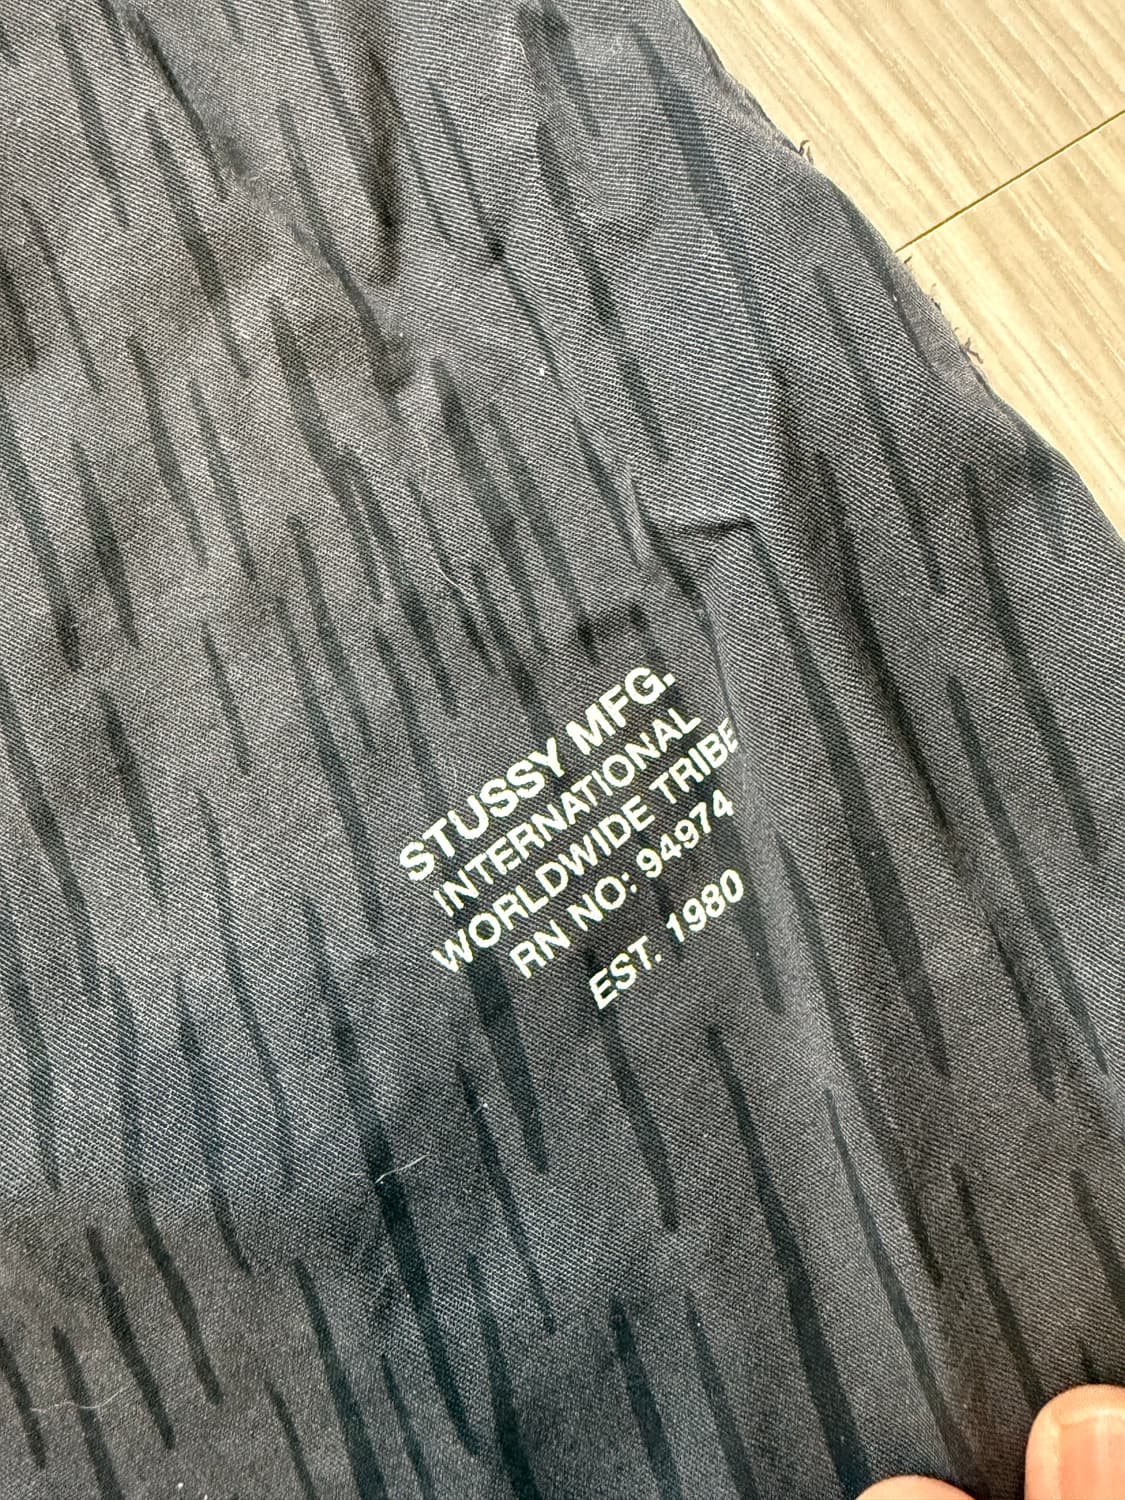 STUSSY MFG.
INTERNATIONAL
WORLDWIDE TRIBE
RN NO: 94974
EST. 1980